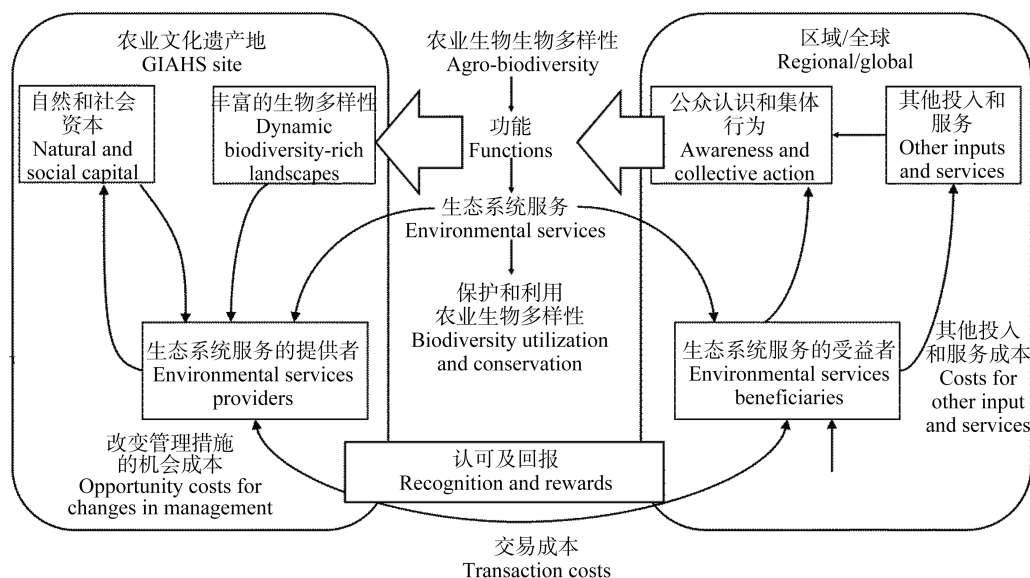 农业文化遗产地
GIAHS site
自然和社会
资本
Natural and
social capital
丰富的生物多样性
Dynamic
biodiversity-rich
landscapes
农业生物生物多样性
Agro-biodiversity
功能
Functions
生态系统服务
Environmental services
保护和利用
农业生物多样性
Biodiversity utilization
and conservation
区域/全球
Regional/global
公众认识和集体
行为
Awareness and
collective action
其他投入和
服务
Other inputs
and services
生态系统服务的提供者
Environmental services
providers
生态系统服务的受益者
Environmental services
beneficiaries
其他投入
和服务成本
Costs for
other input
and services
改变管理措施
的机会成本
Opportunity costs for
changes in management
认可及回报
Recognition and rewards
交易成本
Transaction costs